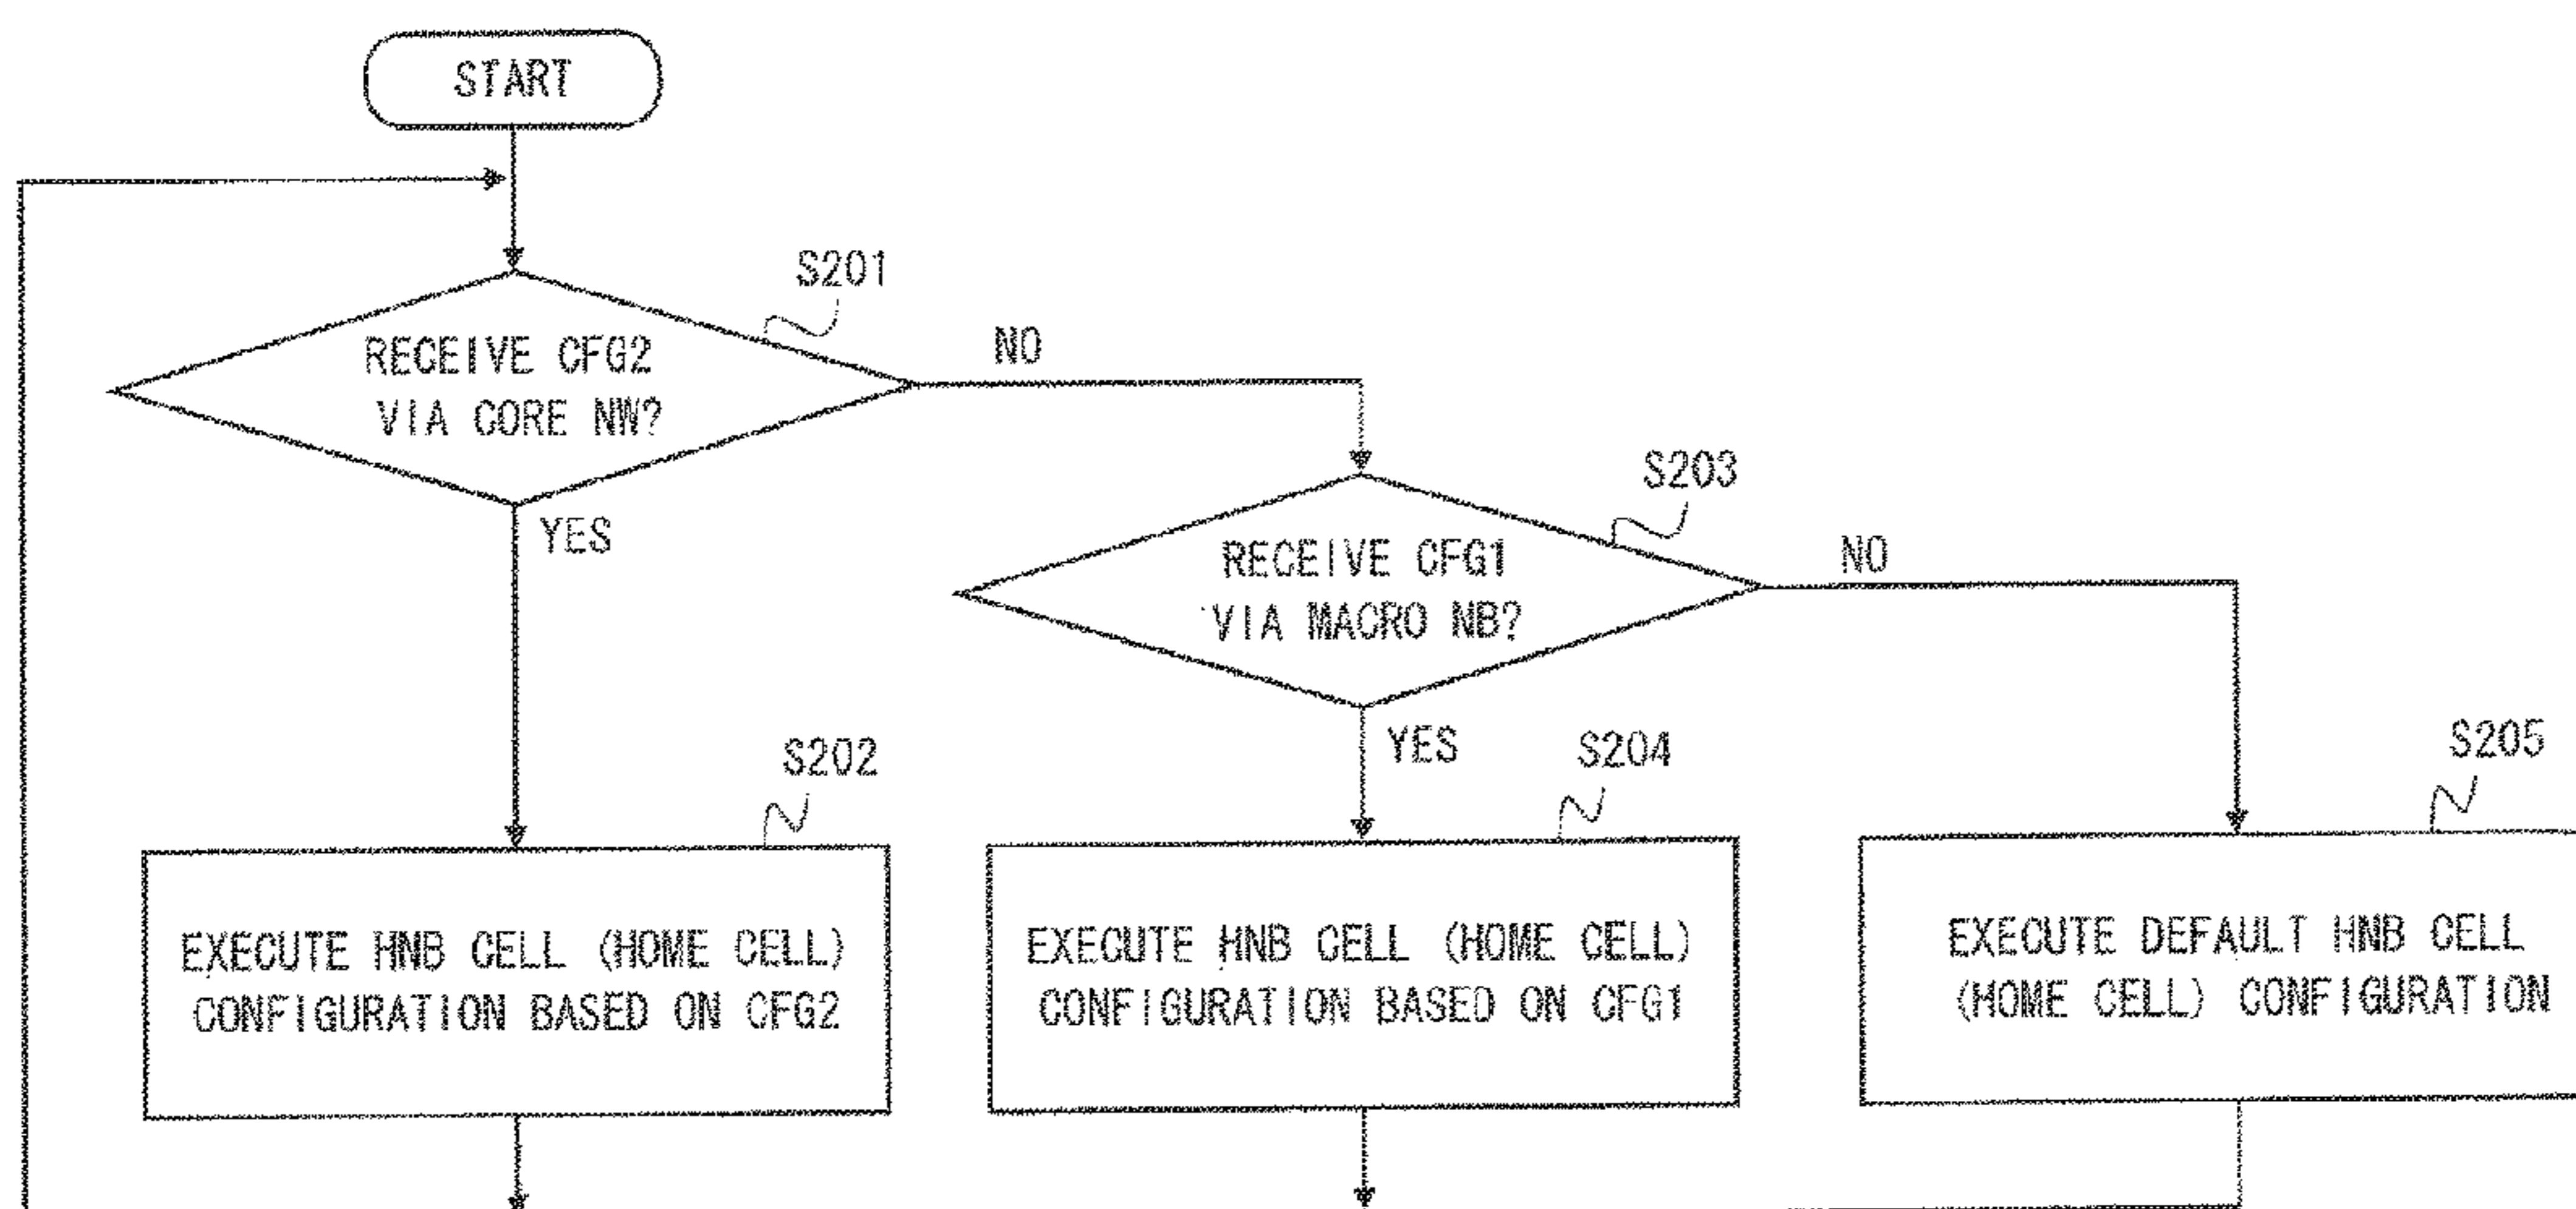 START
S201
RECEIVE CFG2
VIA CORE NW?
NO
YES
S203
RECEIVE CFG1
VIA MACRO NB?
NO
YES
S202
EXECUTE HNB CELL (HOME CELL)
CONFIGURATION BASED ON CFG2
S204
EXECUTE HNB CELL (HOME CELL)
CONFIGURATION BASED ON CFG1
S205
EXECUTE DEFAULT HNB CELL
(HOME CELL) CONFIGURATION